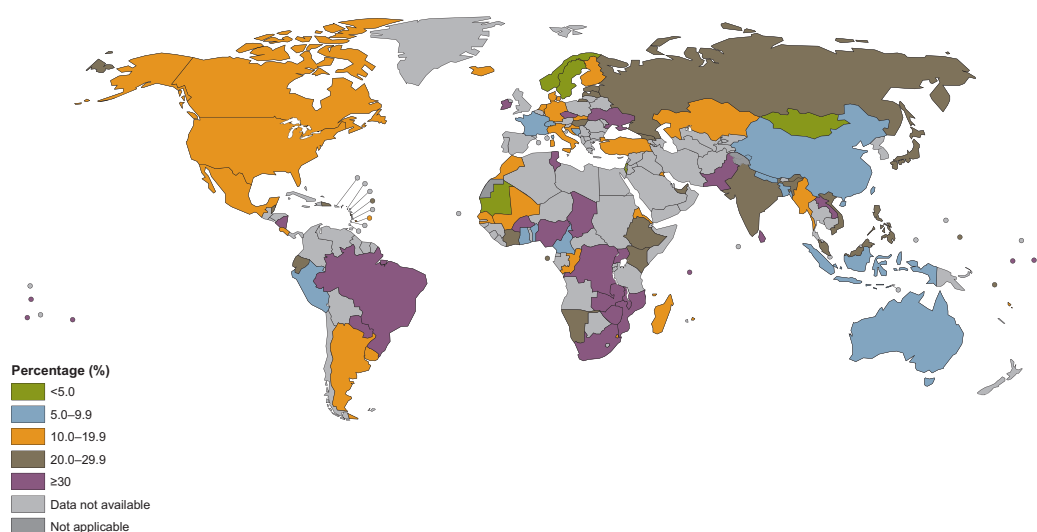 Percentage (%)
<5.0
5.0–9.9
10.0–19.9
20.0–29.9
≥30
Data not available
Not applicable